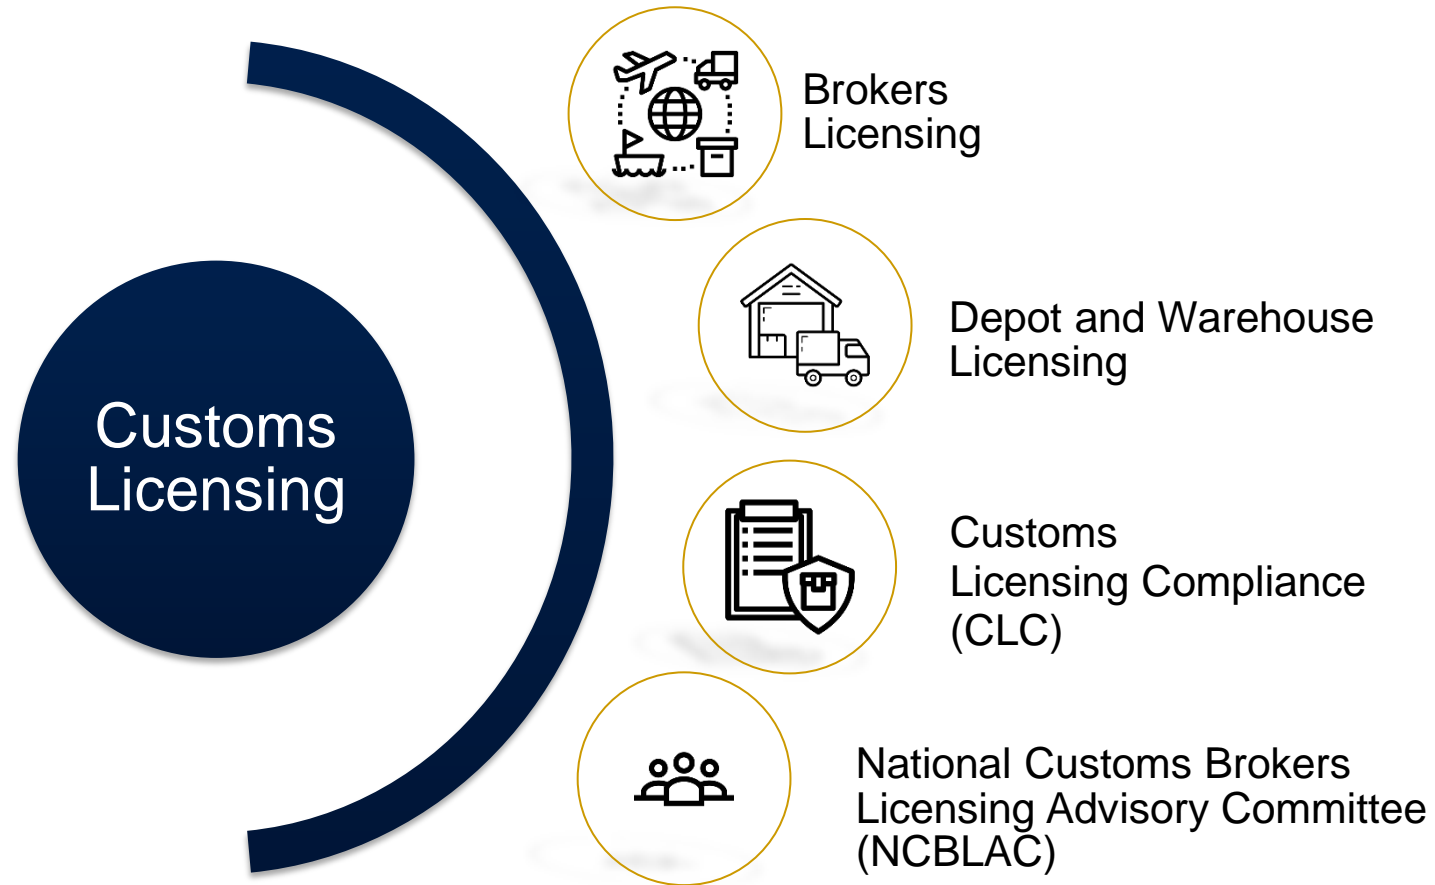 Customs
Licensing
Brokers
Licensing
Depot and Warehouse
Licensing
Customs
Licensing Compliance
(CLC)
National Customs Brokers
Licensing Advisory Committee
(NCBLAC)